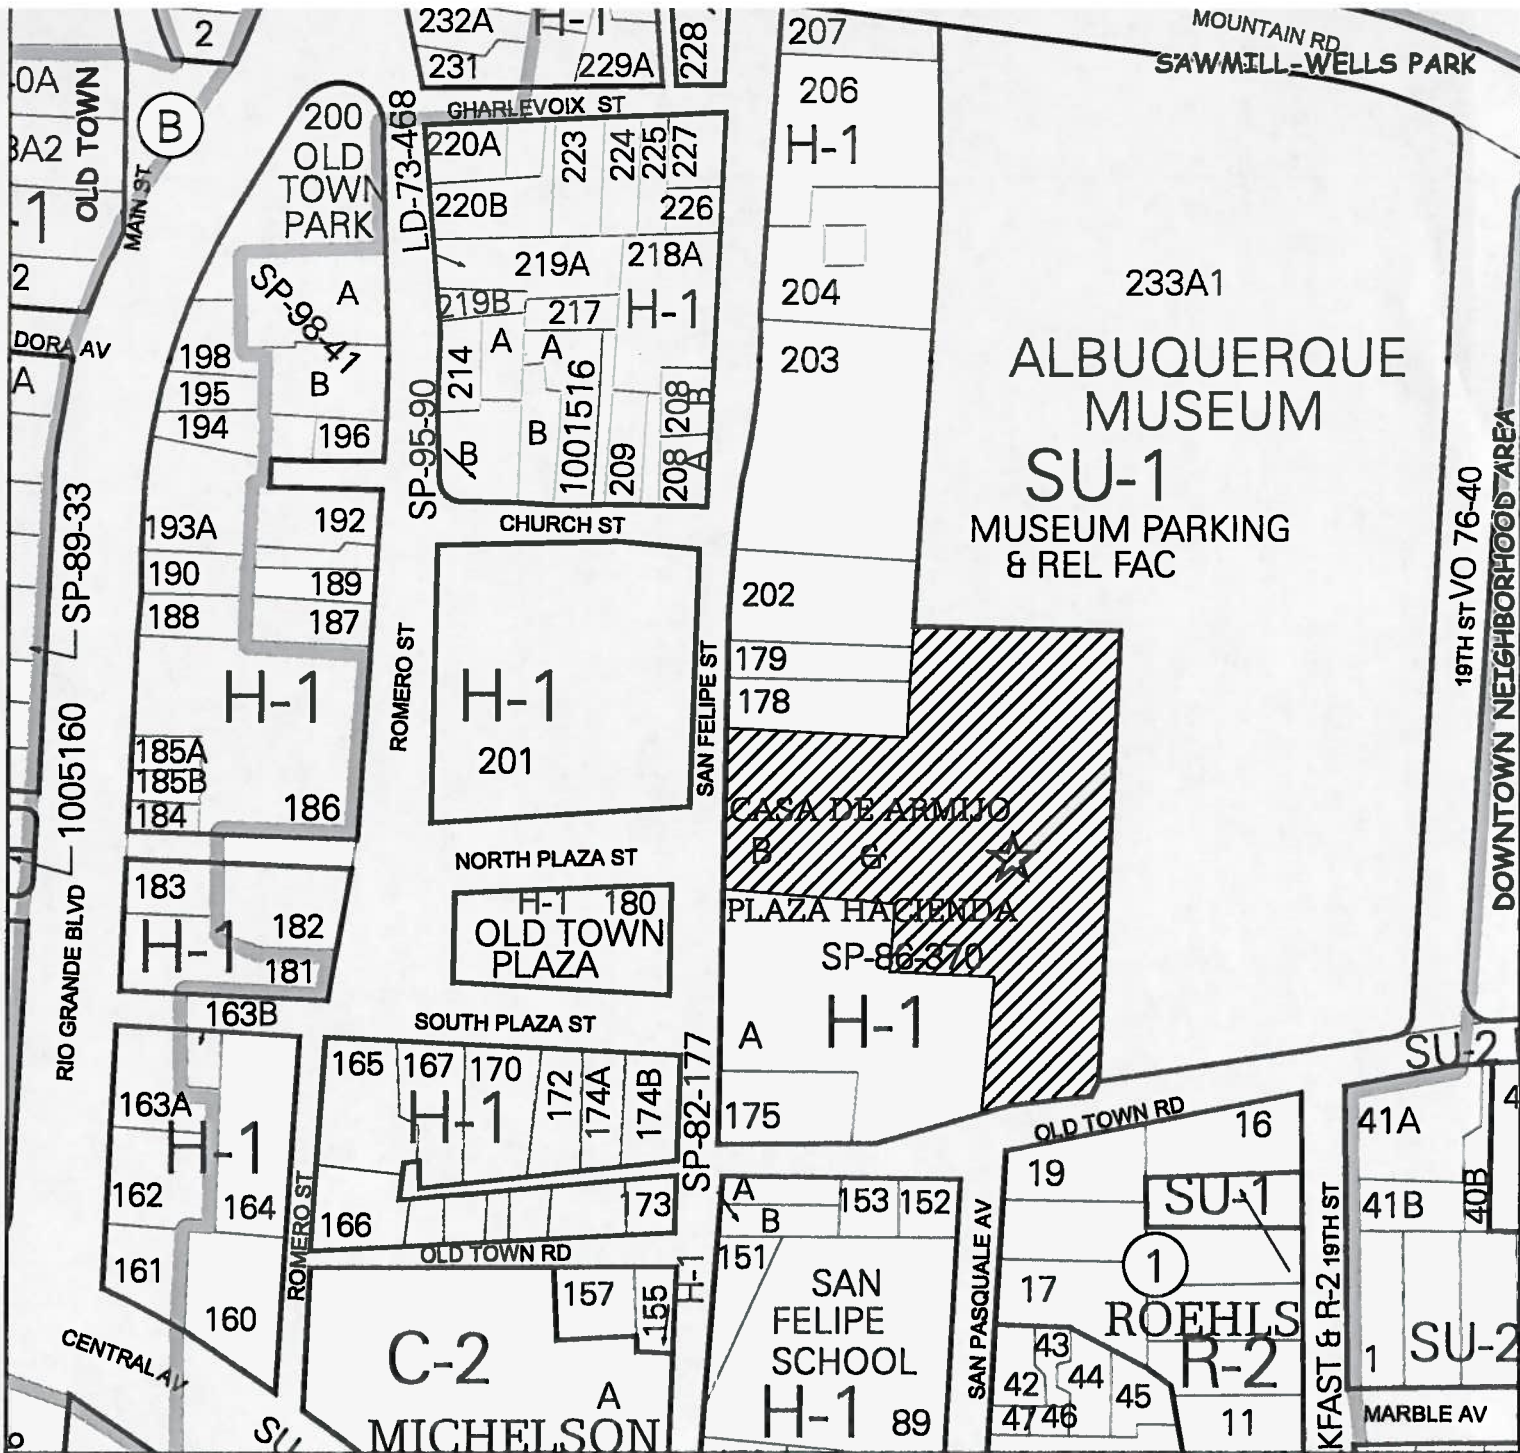 2
232A
H-1
231
229A
228
207
MOUNTAIN RD
SAWMILL-WELLS PARK
OLD TOWN
B
200
OLD
TOWN
PARK
MAIN ST
LD-73-468
CHARLEVOIX ST
220A
223
224
225
227
220B
226
206
H-1
219A
218A
219B
217
H-1
204
233A1
2
SP-98-41
A
B
DORA AV
A
198
195
194
196
214
A
A
B
B
10015516
209
208
B
208
A
203
ALBUQUERQUE
MUSEUM
SU-1
MUSEUM PARKING
& REL FAC
SP-95-90
CHURCH ST
SP-89-33
193A
192
190
189
188
187
H-1
ROMERO ST
H-1
201
SAN FELIPE ST
202
179
178
19TH ST VO 76-40
DOWNTOWN NEIGHBORHOOD AREA
1005160
185A
185B
184
186
CASA DE ARMIJO
B
&
NORTH PLAZA ST
183
182
H-1
181
H-1 180
OLD TOWN
PLAZA
PLAZA HACIENDA
SP-86-370
H-1
A
RIO GRANDE BLVD
163B
SOUTH PLAZA ST
165
167
170
172
174A
174B
H-1
SP-82-177
175
SU-2
163A
H-1
162
164
ROMERO ST
166
173
OLD TOWN RD
OLD TOWN RD
16
19
SU-1
41A
41B
40B
A
B
153
152
151
161
160
CENTRAL AV
157
155
H-1
SAN
FELIPE
SCHOOL
H-1
89
SAN PASQUALE AV
17
1
ROEHLS
R-2
43
42
44
45
47
46
11
KFAST & R-2 19TH ST
1
SU-2
MARBLE AV
C-2
A
MICHELSON
SU